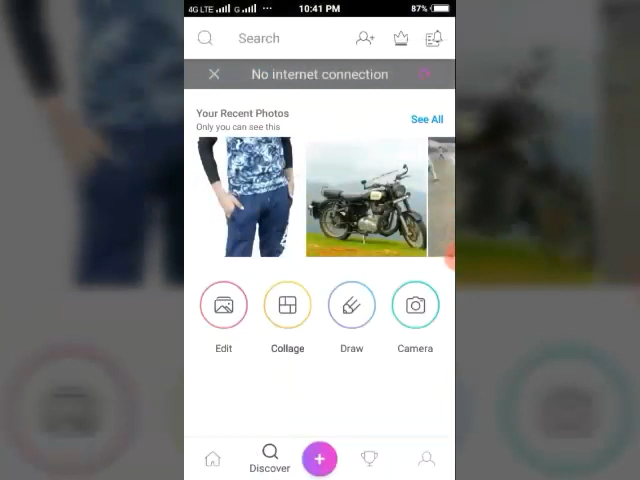 4G LTE G ... 10:41 PM 87%
Search
No internet connection
Your Recent Photos
Only you can see this
See All
Edit Collage Draw Camera
Discover